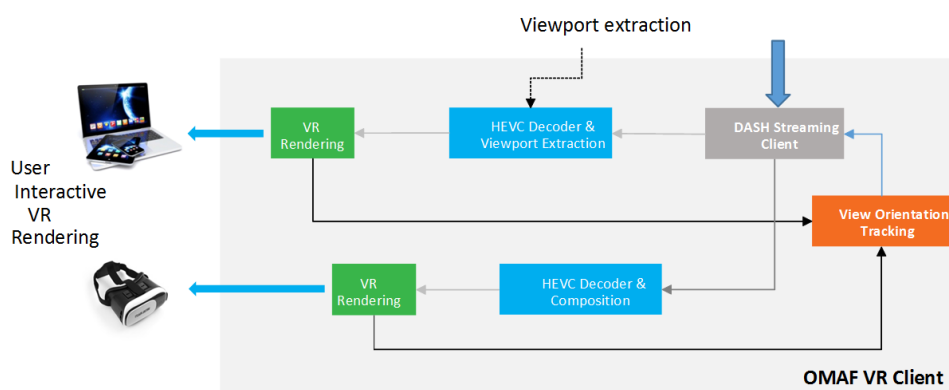 Viewport extraction
VR
Rendering
HEVC Decoder &
Viewport Extraction
DASH Streaming
Client
User
Interactive
VR
Rendering
View Orientation
Tracking
VR
Rendering
HEVC Decoder &
Composition
OMAF VR Client